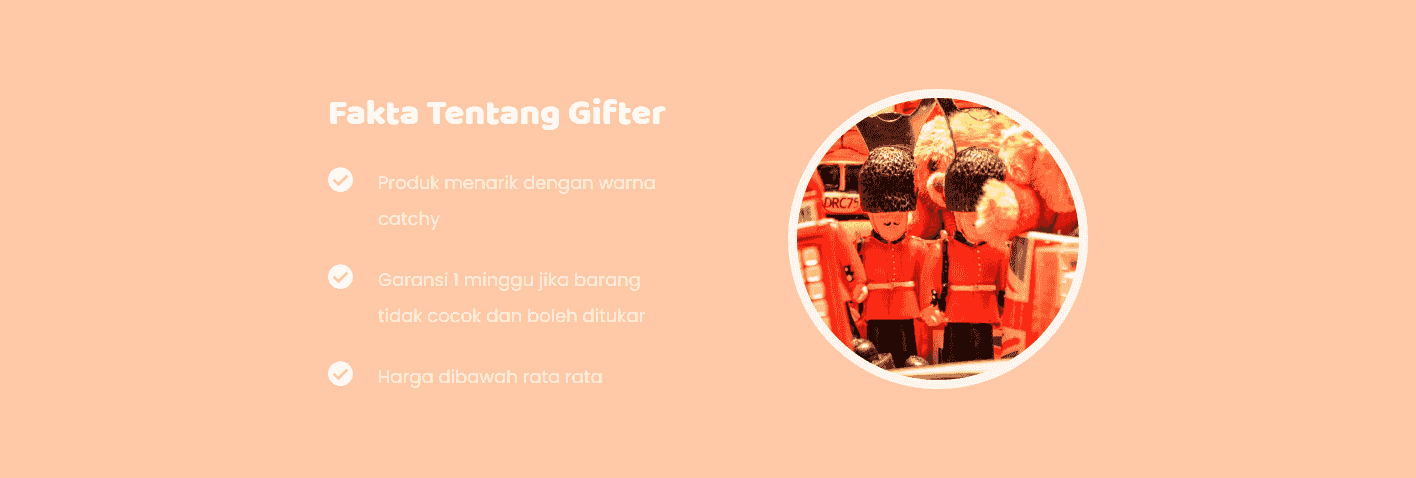 Fakta Tentang Gifter
Produk menarik dengan warna
catchy
Garansi 1 minggu jika barang
tidak cocok dan boleh ditukar
Harga dibawah rata rata
DRC75